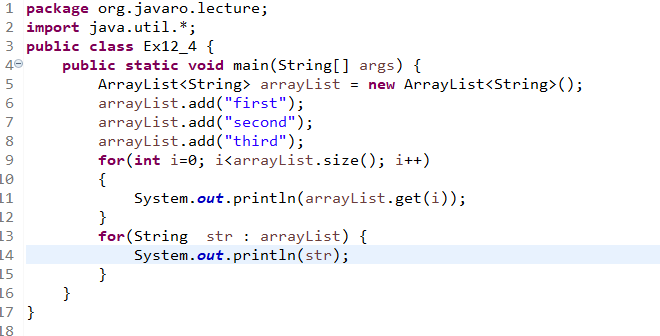 1 package org.javaro.lecture;
2 import java.util.*;
3 public class Ex12_4 {
4 public static void main(String[] args) {
5 ArrayList<String> arrayList = new ArrayList<String>();
6 arrayList.add("first");
7 arrayList.add("second");
8 arrayList.add("third");
9 for(int i=0; i<arrayList.size(); i++)
10 {
11 System.out.println(arrayList.get(i));
12 }
13 for(String  str : arrayList) {
14 System.out.println(str);
15 }
16 }
17 }
18